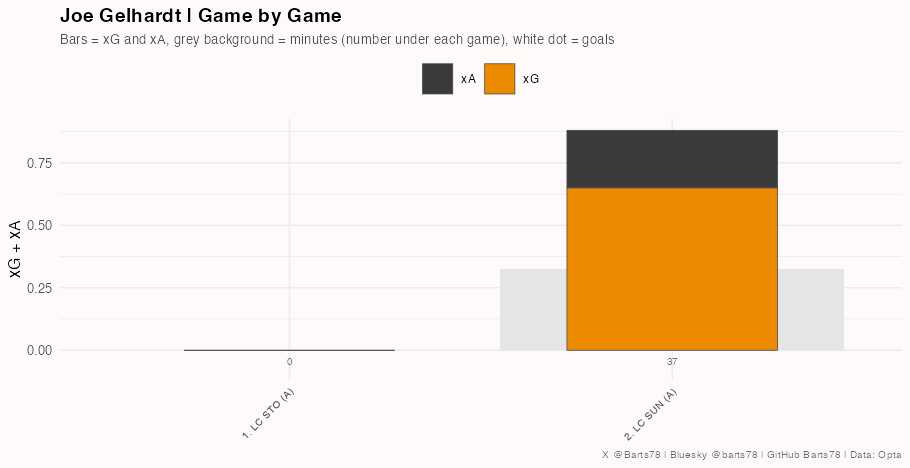 Joe Gelhardt | Game by Game
Bars = xG and xA, grey background = minutes (number under each game), white dot = goals
xA xG
xG + xA
0.75
0.50
0.25
0.00
0 37
1. LC STO (A) 2. LC SUN (A)
X @Barts78 | Bluesky @barts78 | GitHub Barts78 | Data: Opta